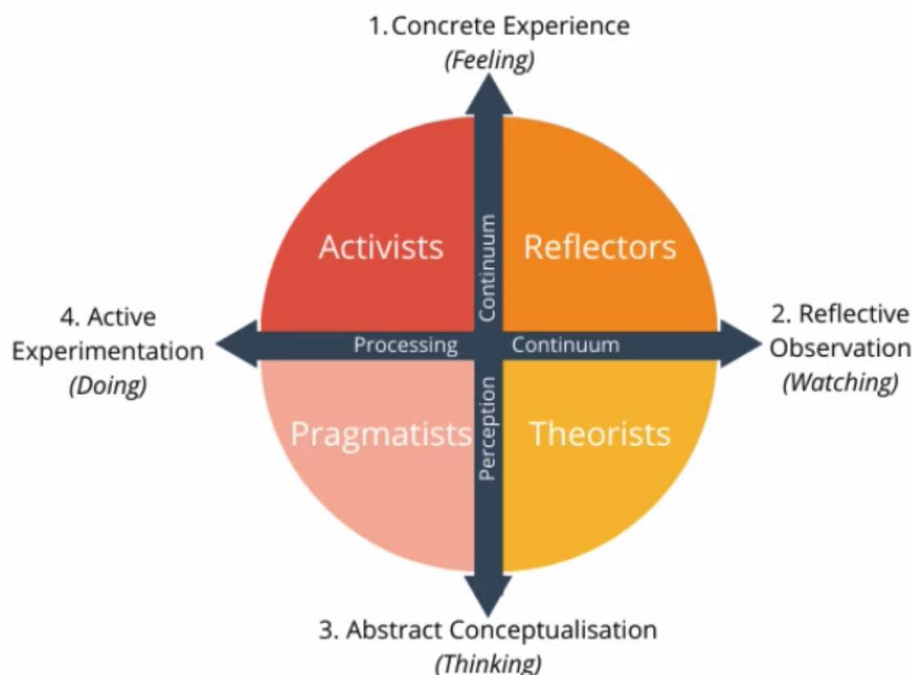 1. Concrete Experience
(Feeling)
Activists
Reflectors
Continuum
4. Active
Experimentation
(Doing)
Processing
Continuum
2. Reflective
Observation
(Watching)
Perception
Pragmatists
Theorists
3. Abstract Conceptualisation
(Thinking)